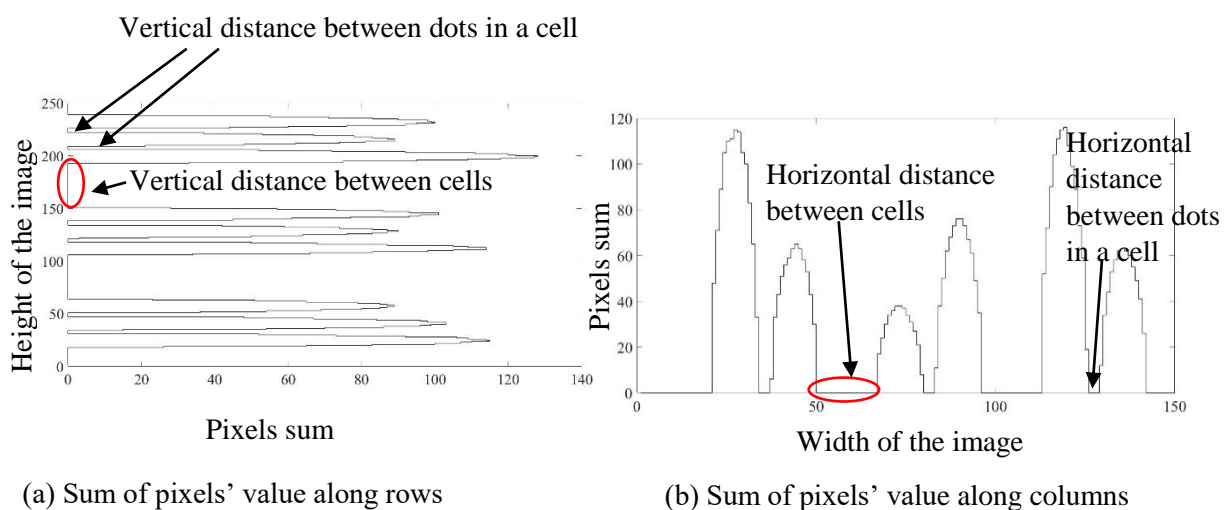 Vertical distance between dots in a cell
250
200
150
100
50
0
Height of the image
Vertical distance between cells
0 20 40 60 80 100 120 140
Pixels sum
(a) Sum of pixels’ value along rows
120
100
80
60
40
20
0
Pixels sum
Horizontal distance
between cells
Horizontal
distance
between dots
in a cell
0 50 100 150
Width of the image
(b) Sum of pixels’ value along columns